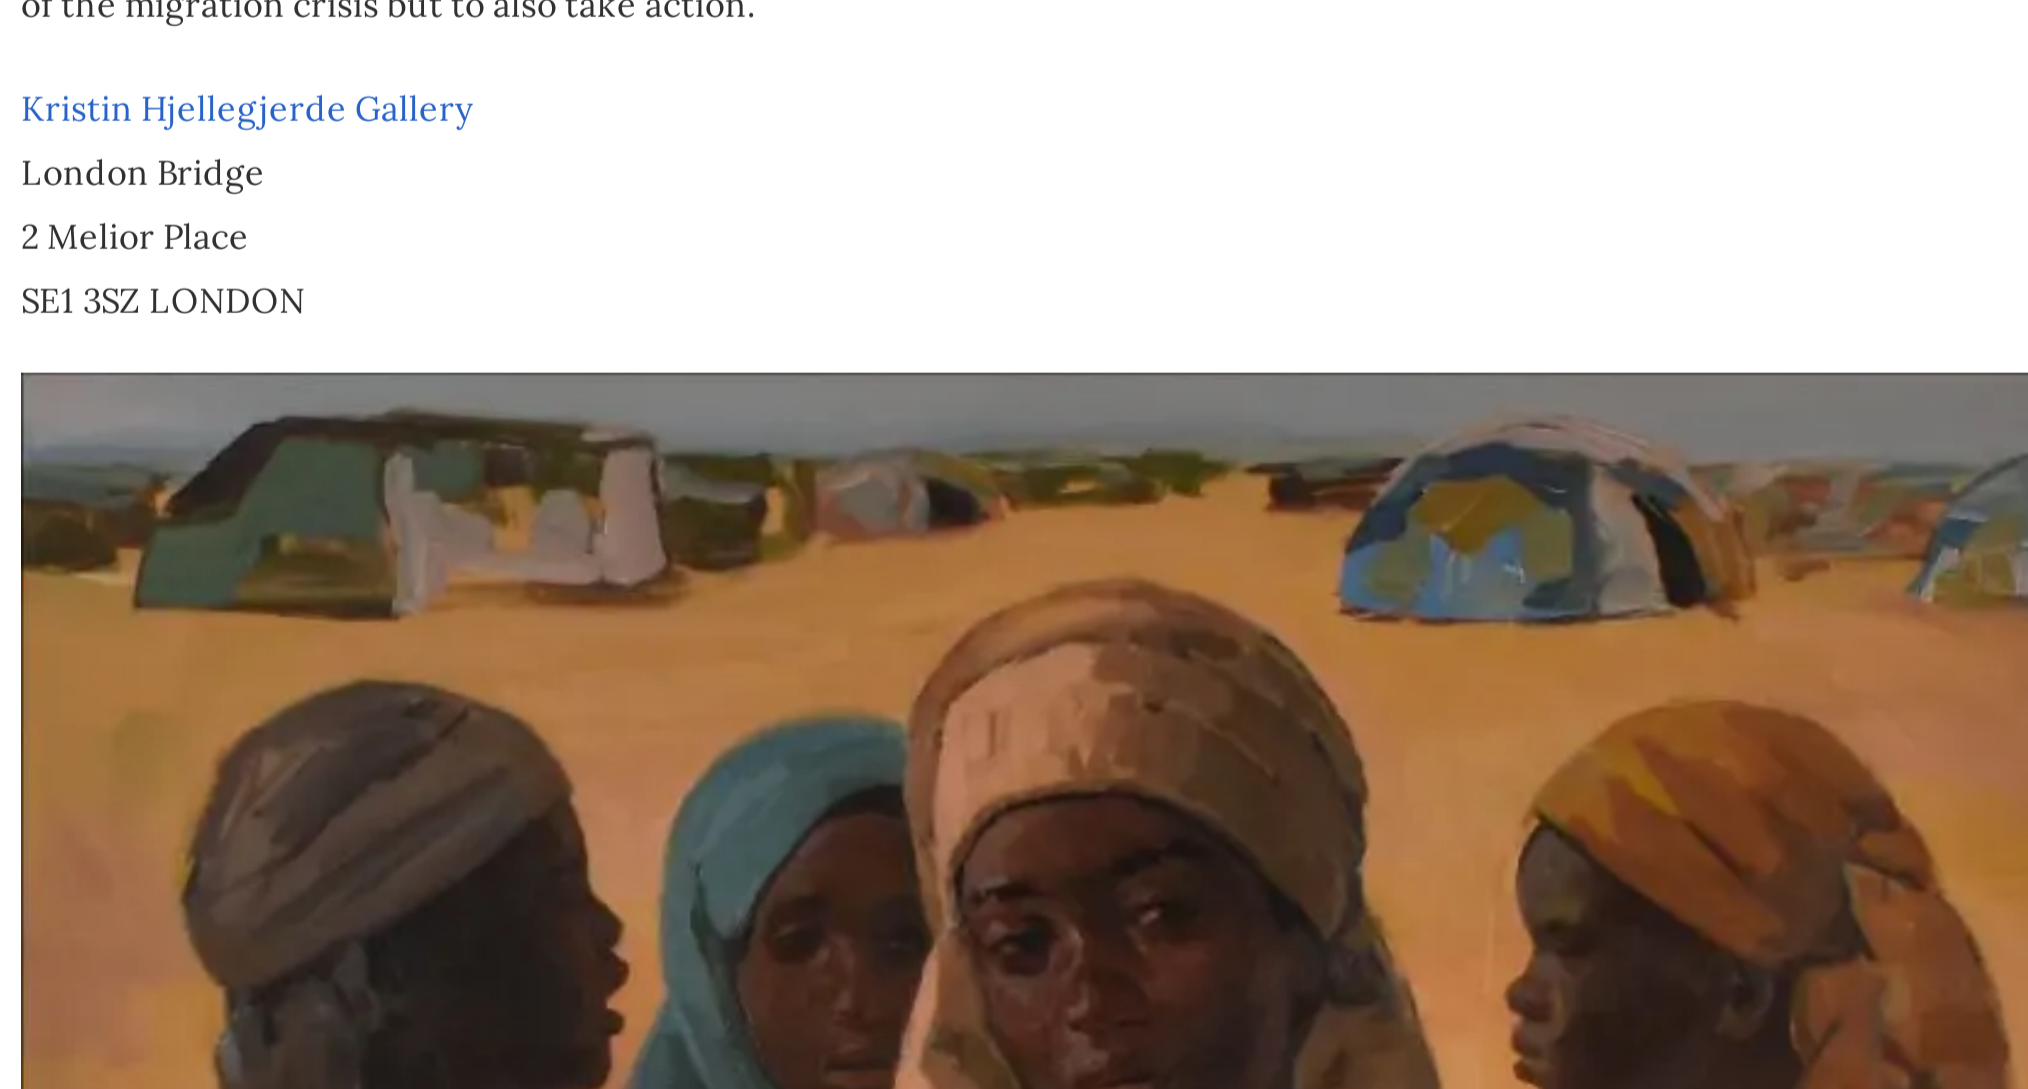 of the migration crisis but to also take action.
Kristin Hjellegjerde Gallery
London Bridge
2 Melior Place
SE1 3SZ LONDON